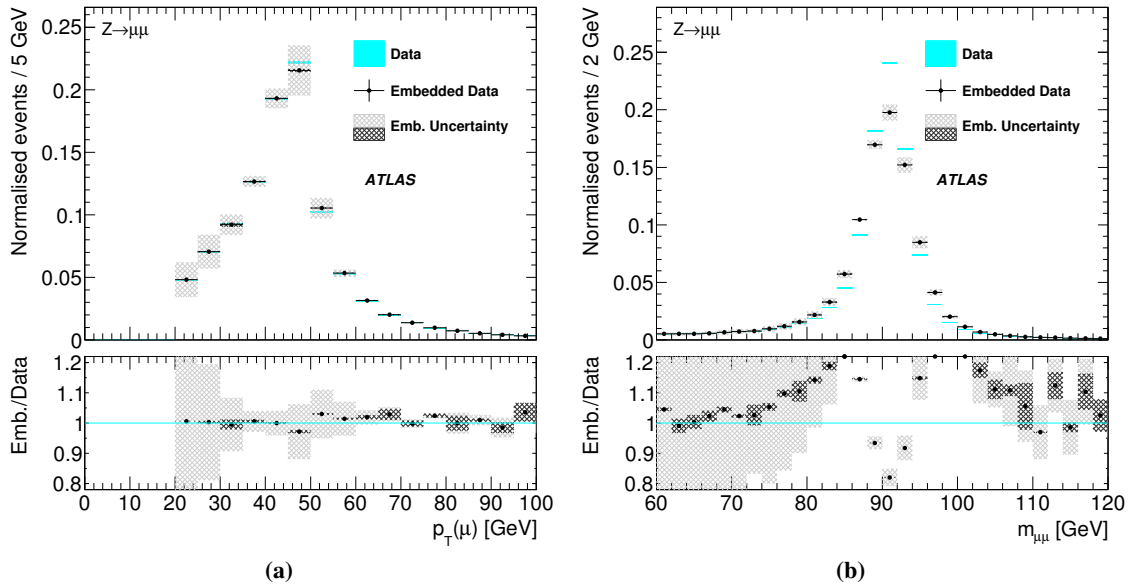 Normalised events / 5 GeV
0.25
0.2
0.15
0.1
0.05
Z→μμ
Data
Embedded Data
Emb. Uncertainty
ATLAS
Emb./Data
1.2
1.1
1
0.9
0.8
0 10 20 30 40 50 60 70 80 90 100
p_T(μ) [GeV]
(a)
Normalised events / 2 GeV
0.25
0.2
0.15
0.1
0.05
0
Z→μμ
Data
Embedded Data
Emb. Uncertainty
ATLAS
Emb./Data
1.2
1.1
1
0.9
0.8
60 70 80 90 100 110 120
m_μμ [GeV]
(b)